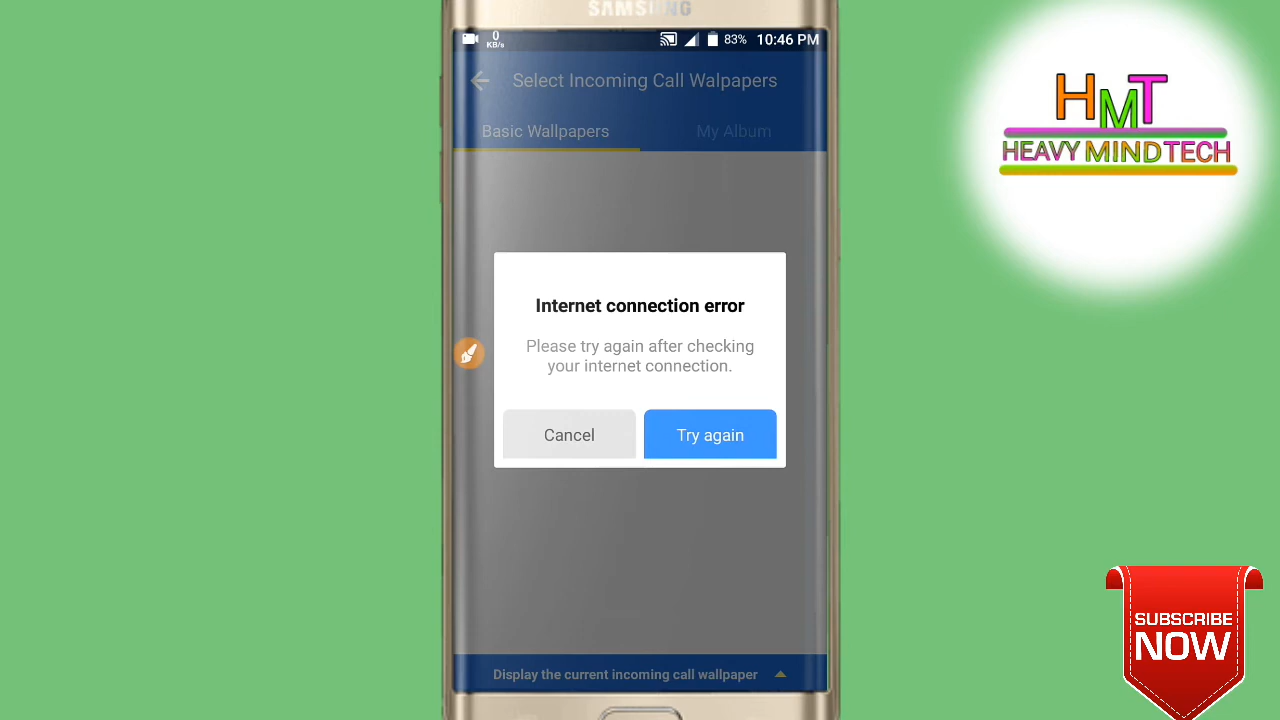 SAMSUNG
0
KB/s
83% 10:46 PM
Select Incoming Call Walpapers
Basic Wallpapers My Album
Internet connection error
Please try again after checking
your internet connection.
Cancel Try again
Display the current incoming call wallpaper
HMT
HEAVY MIND TECH
SUBSCRIBE
NOW